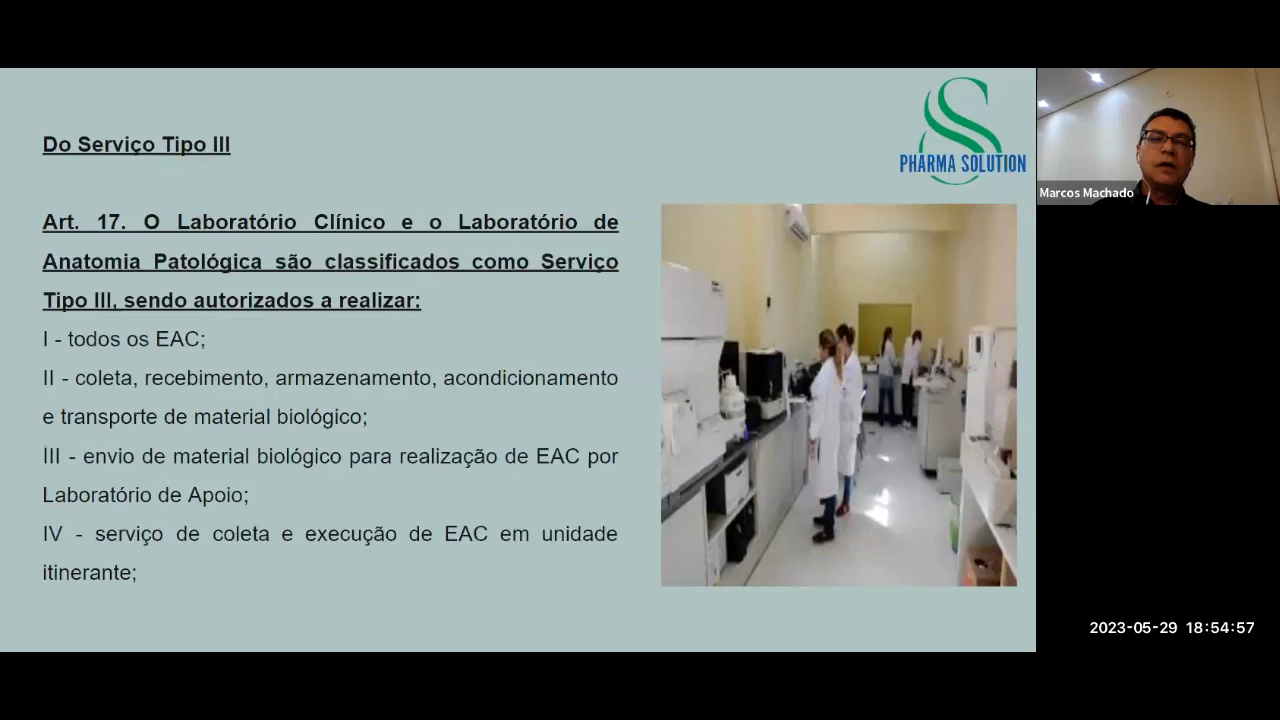 Do Serviço Tipo III
PHARMA SOLUTION
Marcos Machado
Art. 17. O Laboratório Clínico e o Laboratório de
Anatomia Patológica são classificados como Serviço
Tipo III, sendo autorizados a realizar:
I - todos os EAC;
II - coleta, recebimento, armazenamento, acondicionamento
e transporte de material biológico;
III - envio de material biológico para realização de EAC por
Laboratório de Apoio;
IV - serviço de coleta e execução de EAC em unidade
itinerante;
2023-05-29 18:54:57